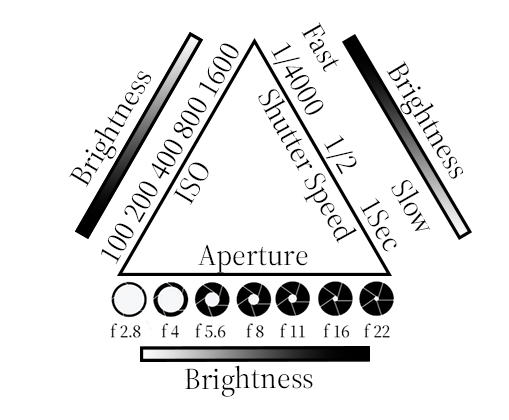 Brightness
100 200 400 800 1600
ISO
Fast
1/4000 1/2 1Sec
Shutter Speed
Brightness
Slow
Aperture
f 2.8 f 4 f 5.6 f 8 f 11 f 16 f 22
Brightness